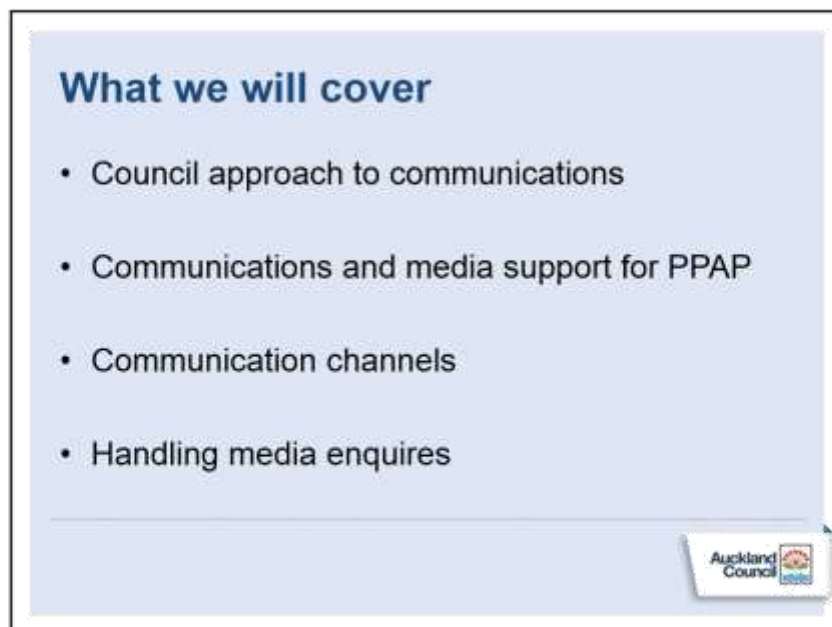 What we will cover
• Council approach to communications
• Communications and media support for PPAP
• Communication channels
• Handling media enquires
Auckland
Council